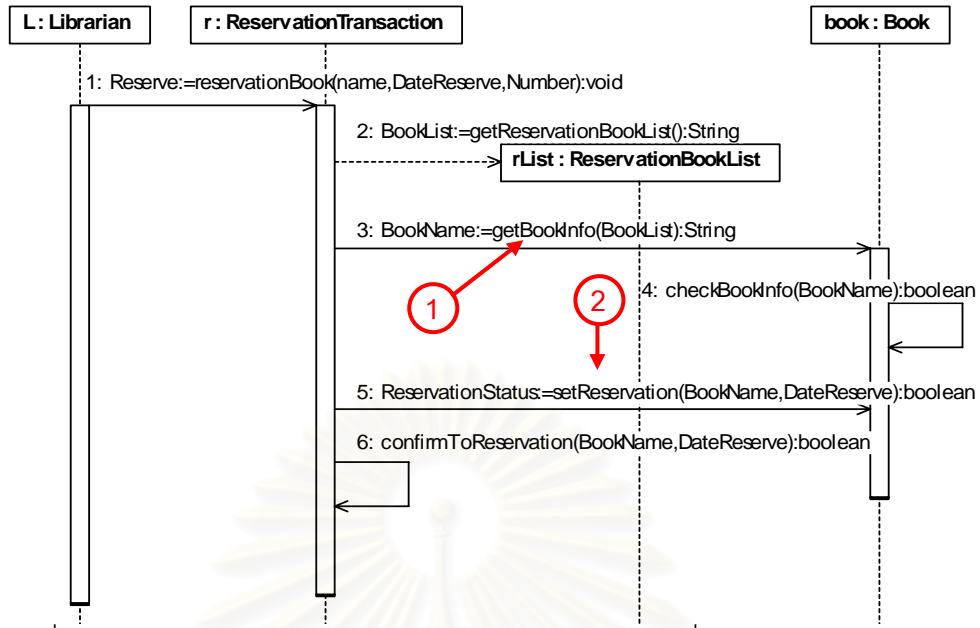 L : Librarian
r : ReservationTransaction
book : Book
1: Reserve:=reservationBook(name,DateReserve,Number):void
2: BookList:=getReservationBookList():String
rList : ReservationBookList
3: BookName:=getBookInfo(BookList):String
1
2
4: checkBookInfo(BookName):boolean
5: ReservationStatus:=setReservation(BookName,DateReserve):boolean
6: confirmToReservation(BookName,DateReserve):boolean